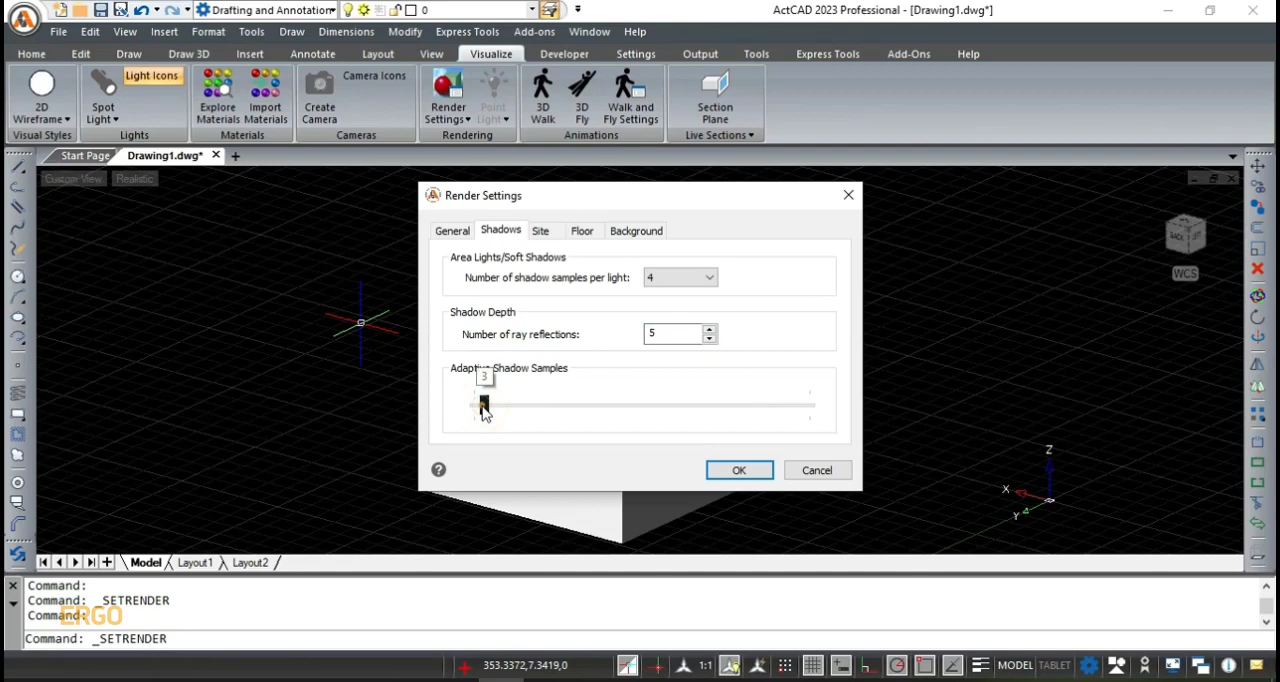 0
ActCAD 2023 Professional - [Drawing1.dwg*]
Drafting and Annotation
File Edit View Insert Format Tools Draw Dimensions Modify Express Tools Add-ons Window Help
Home Edit Draw Draw 3D Insert Annotate Layout View Visualize Developer Settings Output Tools Express Tools Add-Ons Help
Light Icons
Camera Icons
2D Wireframe
Spot Light
Explore Materials
Import Materials
Create Camera
Render Settings
Point Light
3D Walk
3D Fly
Walk and Fly Settings
Section Plane
Visual Styles Lights Materials Cameras Rendering Animations Live Sections
Start Page Drawing1.dwg*
Custom View Realistic
Render Settings
General Shadows Site Floor Background
Area Lights/Soft Shadows
Number of shadow samples per light: 4
Shadow Depth
Number of ray reflections: 5
Adaptive Shadow Samples
3
OK Cancel
BACK LEFT
WCS
Z
X
Y
Model Layout1 Layout2
Command:
Command: _SETRENDER
Command:
ERGO
Command: _SETRENDER
353.3372,7.3419,0 1:1 MODEL TABLET